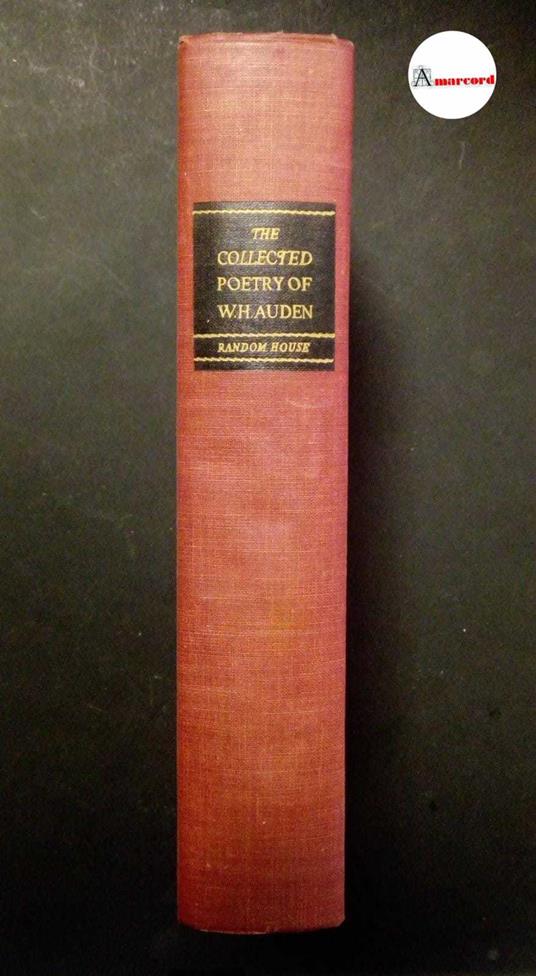 Amarcord
THE
COLLECTED
POETRY OF
W.H.AUDEN
RANDOM HOUSE